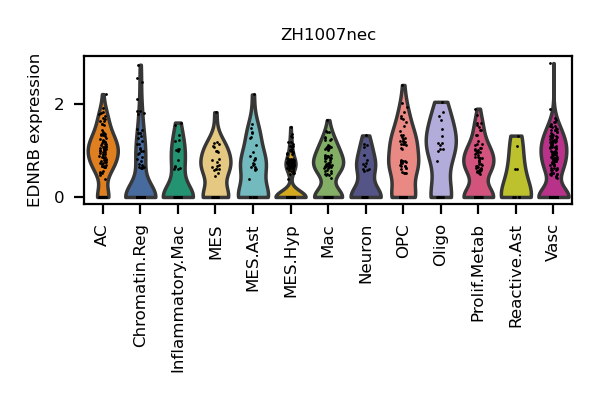 ZH1007nec
EDNRB expression
2
0
AC
Chromatin.Reg
Inflammatory.Mac
MES
MES.Ast
MES.Hyp
Mac
Neuron
OPC
Oligo
Prolif.Metab
Reactive.Ast
Vasc